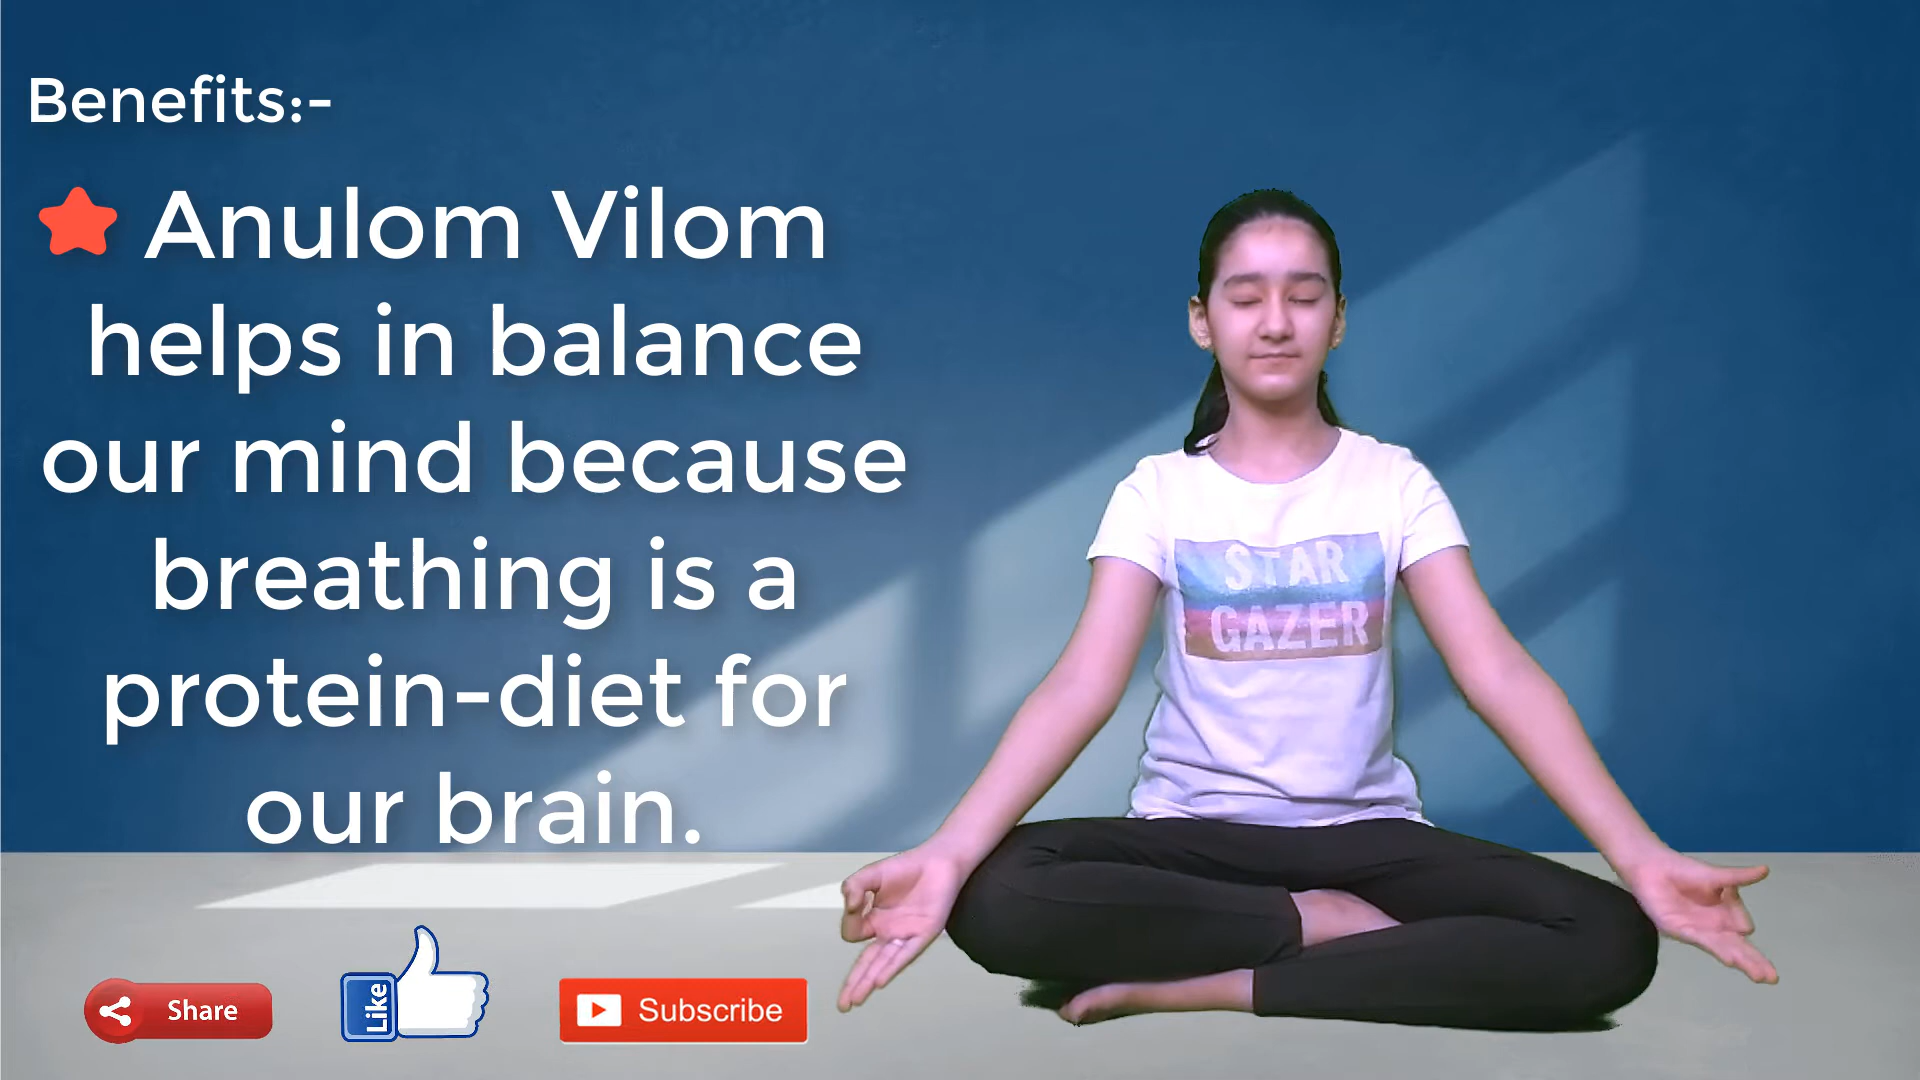 Benefits:-
Anulom Vilom
helps in balance
our mind because
breathing is a
protein-diet for
our brain.
STAR
GAZER
Share
Like
Subscribe